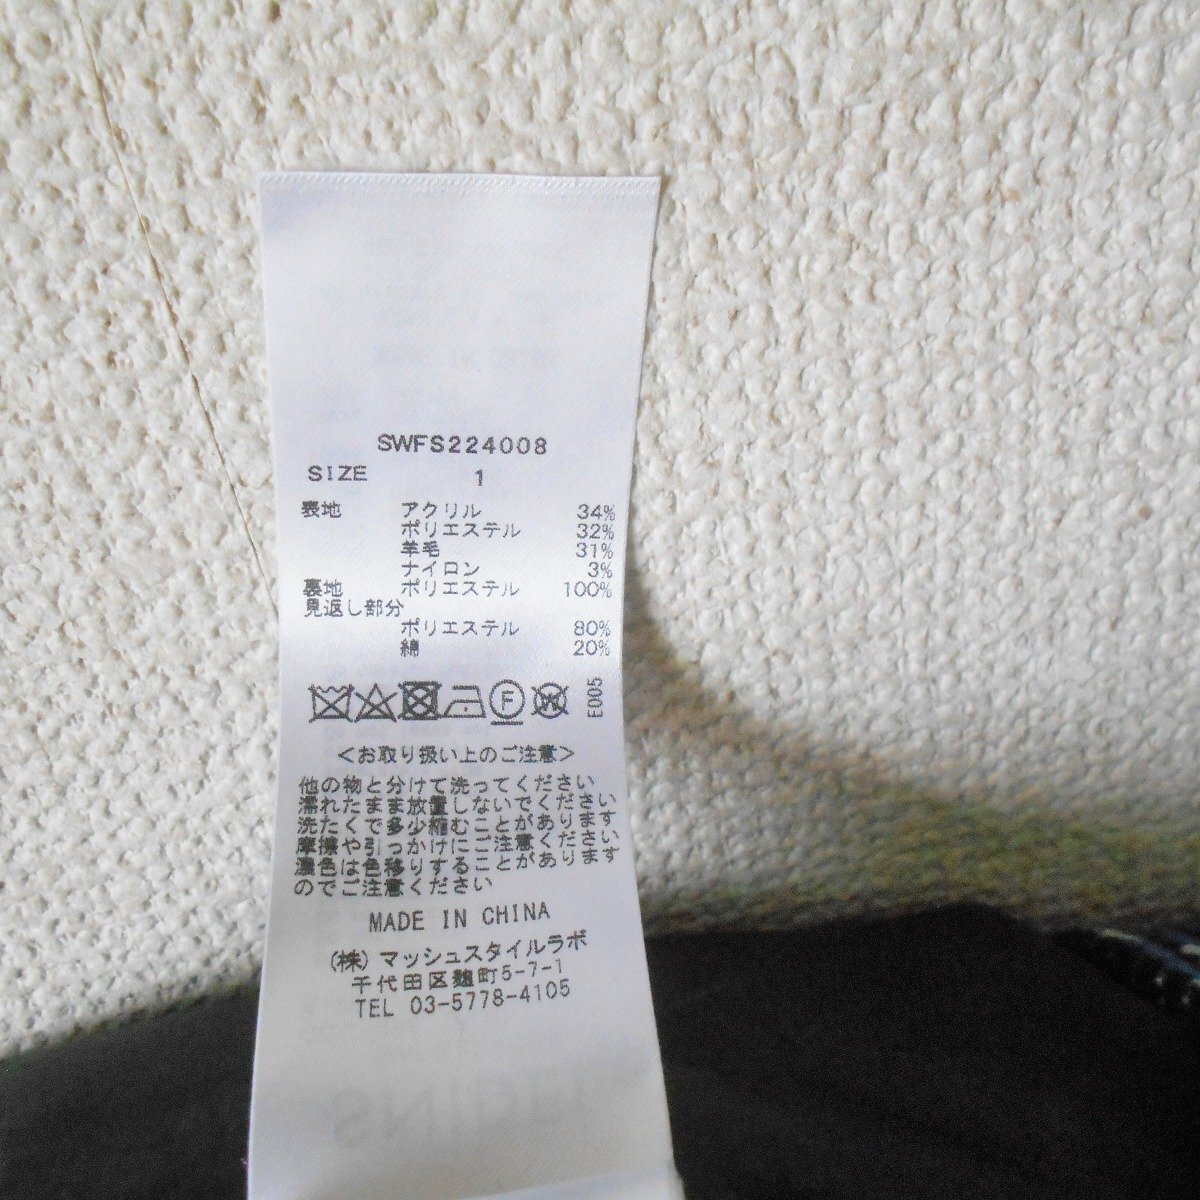 SWFS224008
SIZE 1
表地 アクリル 34%
ポリエステル 32%
羊毛 31%
ナイロン 3%
裏地 ポリエステル 100%
見返し部分
ポリエステル 80%
綿 20%
F W E005
<お取り扱い上のご注意>
他の物と分けて洗ってください
濡れたまま放置しないでください
洗たくで多少縮むことがあります
摩擦や引っかけにご注意ください
濃色は色移りすることがあります
のでご注意ください
MADE IN CHINA
(株)マッシュスタイルラボ
千代田区麹町5-7-1
TEL 03-5778-4105